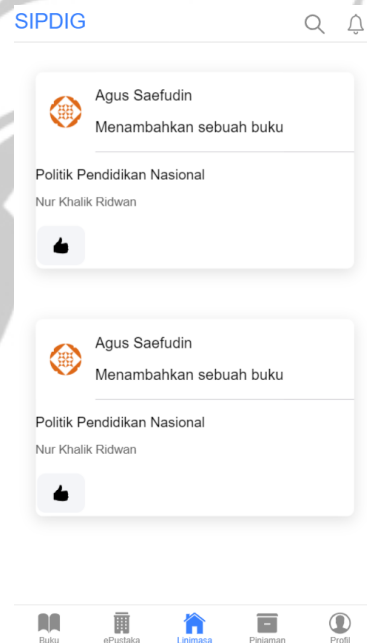 SIPDIG
Agus Saefudin
Menambahkan sebuah buku
Politik Pendidikan Nasional
Nur Khalik Ridwan
Agus Saefudin
Menambahkan sebuah buku
Politik Pendidikan Nasional
Nur Khalik Ridwan
Buku ePustaka Linimasa Pinjaman Profil